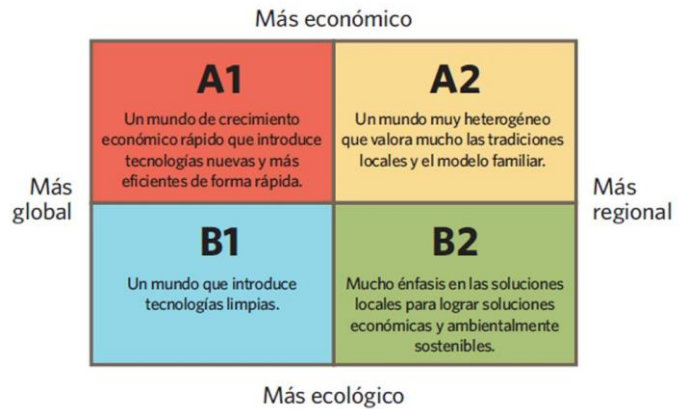 Más económico
A1
Un mundo de crecimiento
económico rápido que introduce
tecnologías nuevas y más
eficientes de forma rápida.
A2
Un mundo muy heterogéneo
que valora mucho las tradiciones
locales y el modelo familiar.
Más
global
Más
regional
B1
Un mundo que introduce
tecnologías limpias.
B2
Mucho énfasis en las soluciones
locales para lograr soluciones
económicas y ambientalmente
sostenibles.
Más ecológico